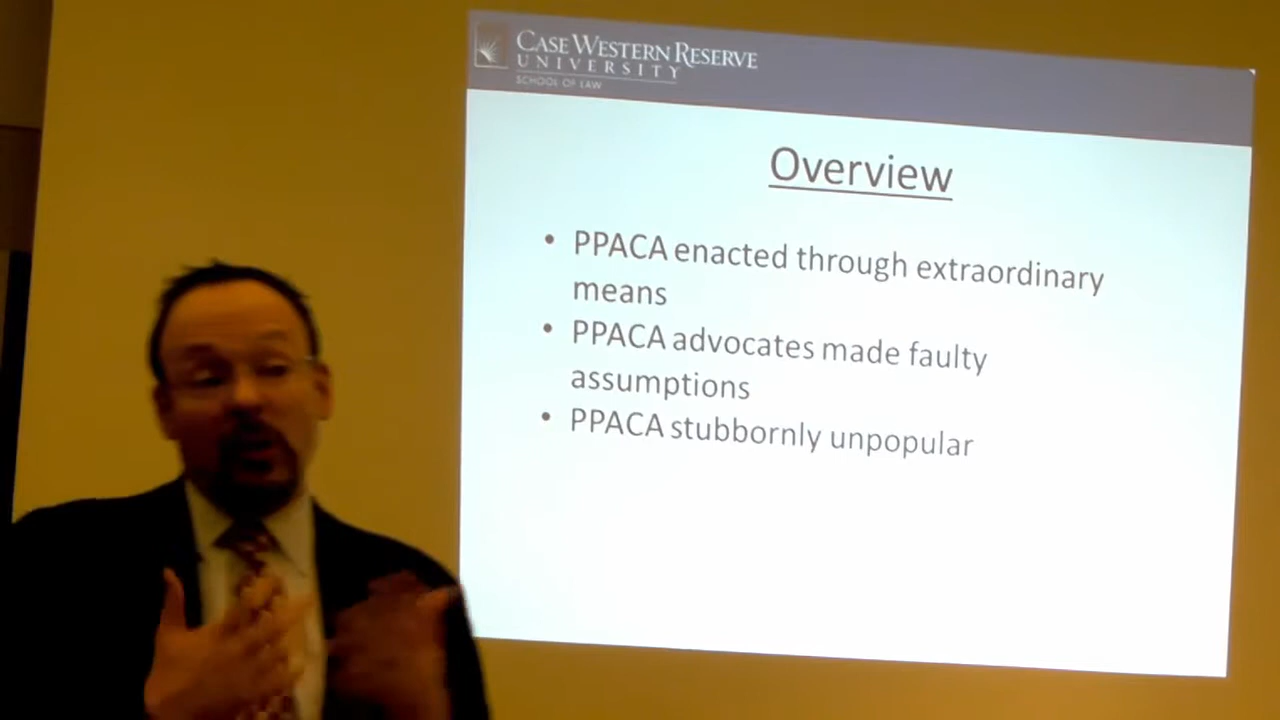 CASE WESTERN RESERVE
UNIVERSITY
SCHOOL OF LAW
Overview
• PPACA enacted through extraordinary
means
• PPACA advocates made faulty
assumptions
• PPACA stubbornly unpopular